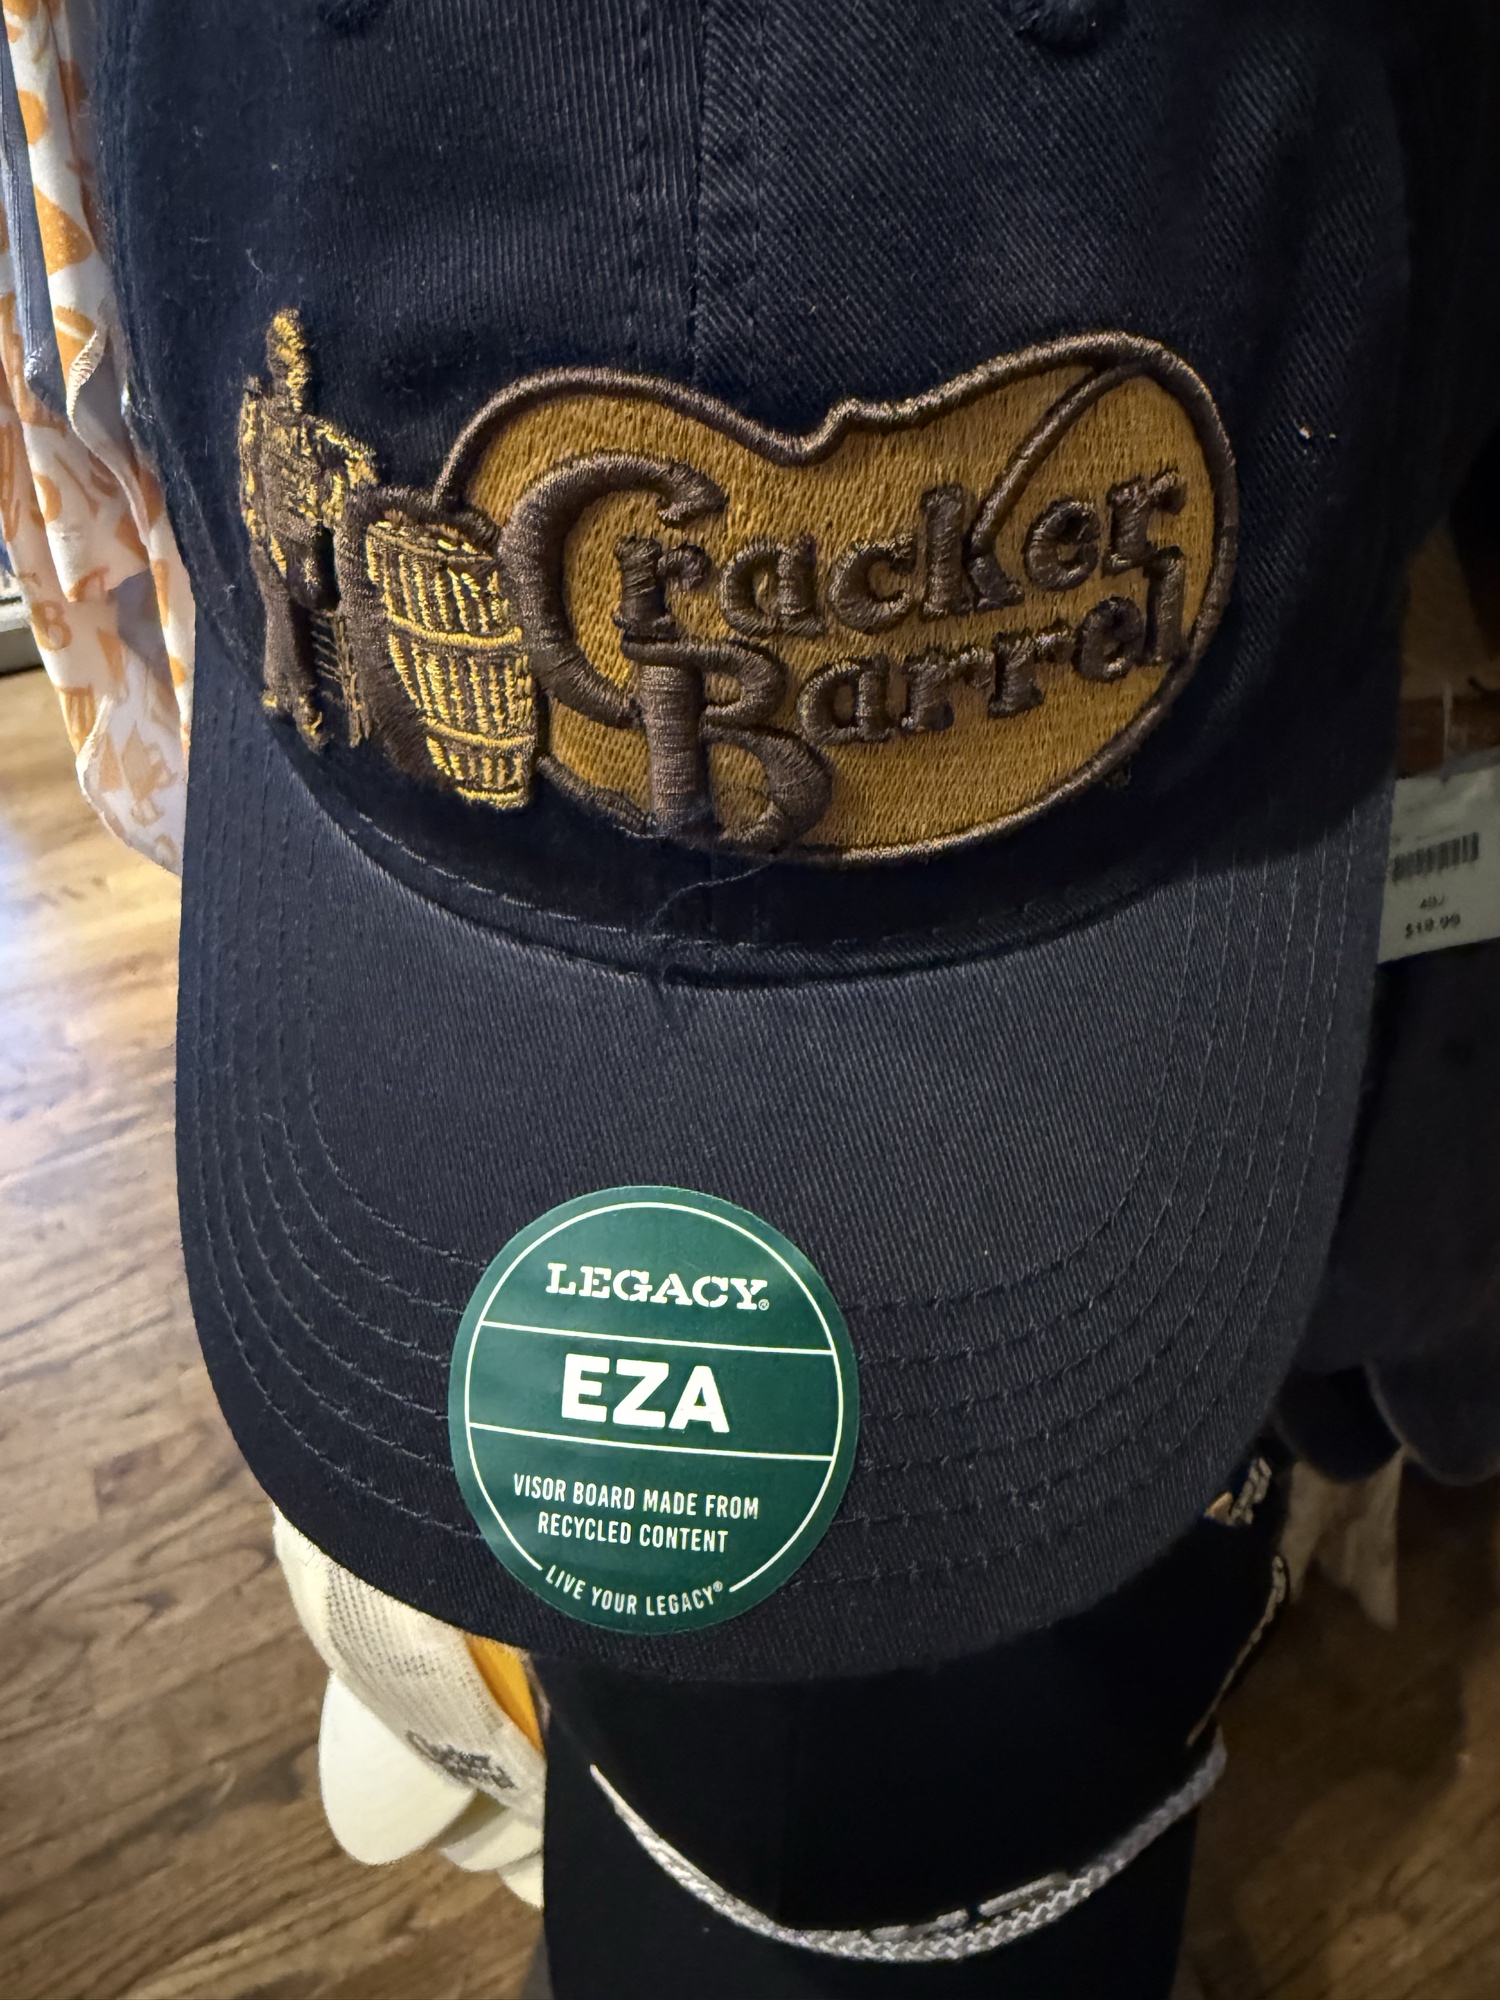 Cracker
Barrel
LEGACY®
EZA
VISOR BOARD MADE FROM
RECYCLED CONTENT
LIVE YOUR LEGACY®